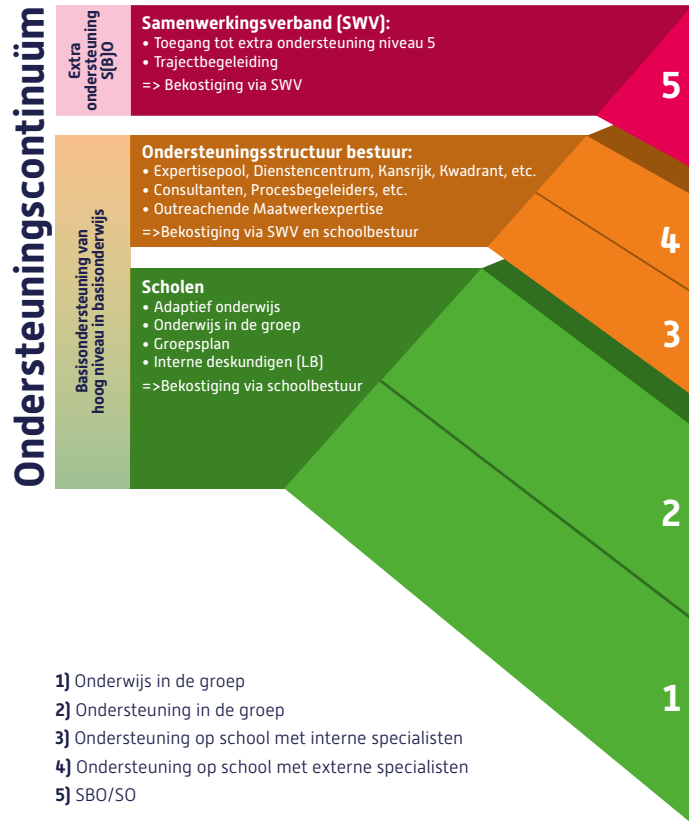 Ondersteuningscontinuüm
Extra
ondersteuning
S(B)O
Samenwerkingsverband (SWV):
• Toegang tot extra ondersteuning niveau 5
• Trajectbegeleiding
=> Bekostiging via SWV
5
Basisondersteuning van
hoog niveau in basisonderwijs
Ondersteuningsstructuur bestuur:
• Expertisepool, Dienstencentrum, Kansrijk, Kwadrant, etc.
• Consultanten, Procesbegeleiders, etc.
• Outreachende Maatwerkexpertise
=>Bekostiging via SWV en schoolbestuur
4
3
Scholen
• Adaptief onderwijs
• Onderwijs in de groep
• Groepsplan
• Interne deskundigen (LB)
=>Bekostiging via schoolbestuur
2
1
1) Onderwijs in de groep
2) Ondersteuning in de groep
3) Ondersteuning op school met interne specialisten
4) Ondersteuning op school met externe specialisten
5) SBO/SO